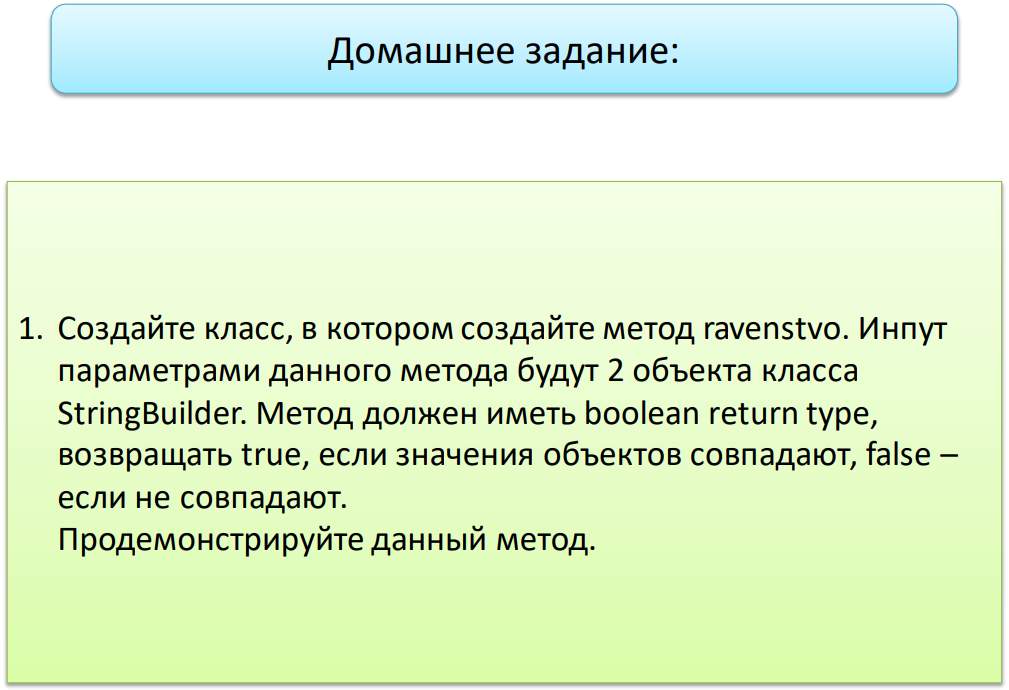 Домашнее задание:
1. Создайте класс, в котором создайте метод ravenstvo. Инпут
параметрами данного метода будут 2 объекта класса
StringBuilder. Метод должен иметь boolean return type,
возвращать true, если значения объектов совпадают, false –
если не совпадают.
Продемонстрируйте данный метод.